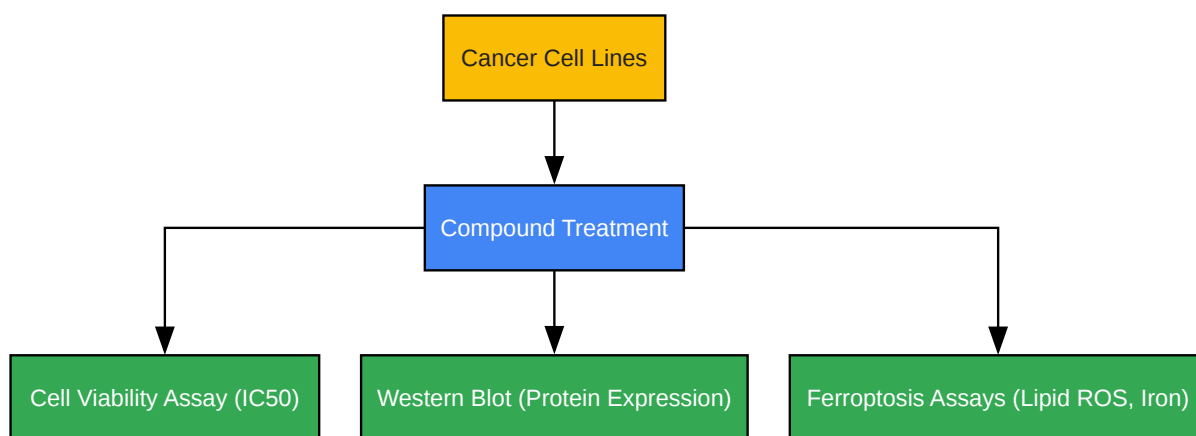 Cancer Cell Lines
Compound Treatment
Cell Viability Assay (IC50)
Western Blot (Protein Expression)
Ferroptosis Assays (Lipid ROS, Iron)